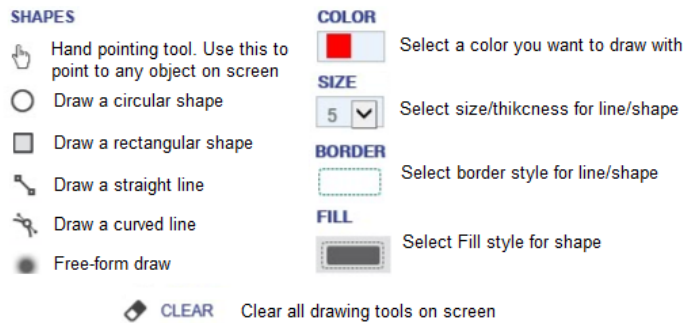 SHAPES
Hand pointing tool. Use this to
point to any object on screen
Draw a circular shape
Draw a rectangular shape
Draw a straight line
Draw a curved line
Free-form draw
COLOR
Select a color you want to draw with
SIZE
5
Select size/thikcness for line/shape
BORDER
Select border style for line/shape
FILL
Select Fill style for shape
CLEAR
Clear all drawing tools on screen